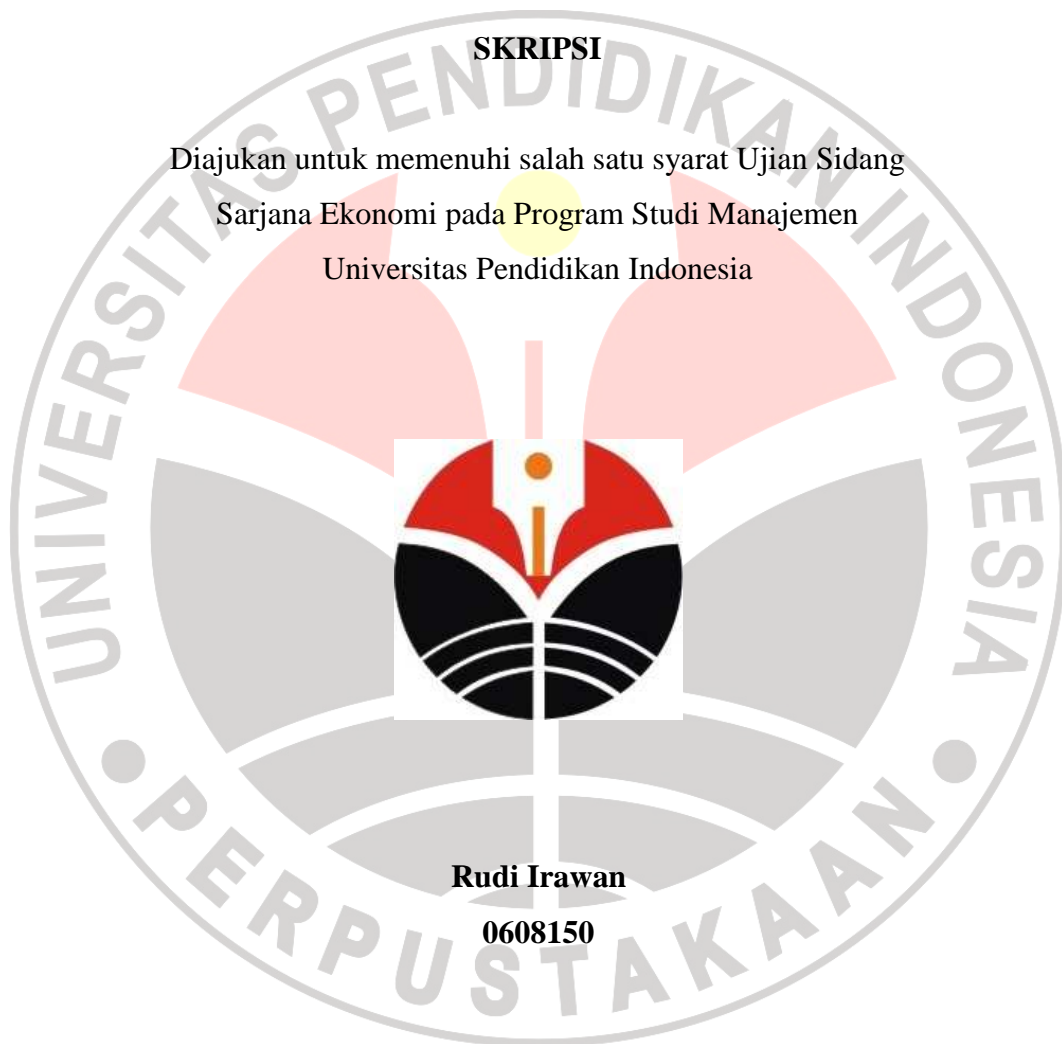 SKRIPSI
Diajukan untuk memenuhi salah satu syarat Ujian Sidang
Sarjana Ekonomi pada Program Studi Manajemen
Universitas Pendidikan Indonesia
UNIVERSITAS PENDIDIKAN INDONESIA
Rudi Irawan
0608150
PERPUSTAKAAN